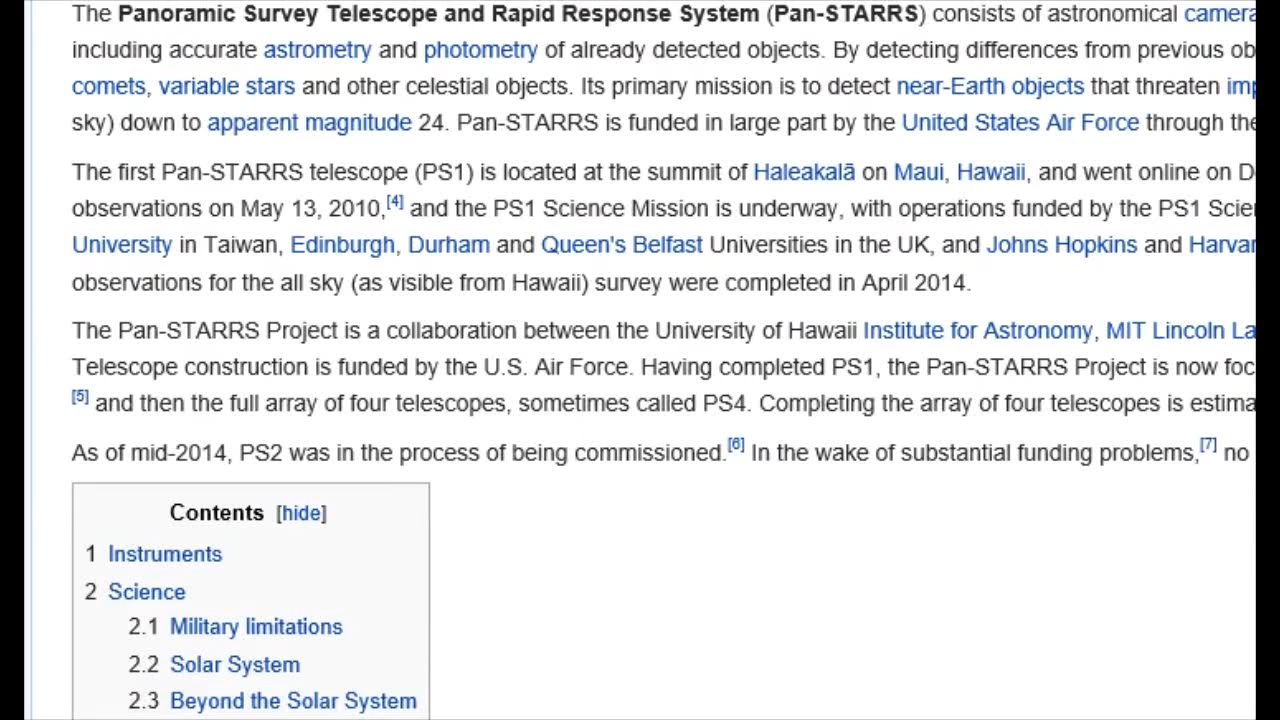 The Panoramic Survey Telescope and Rapid Response System (Pan-STARRS) consists of astronomical camera
including accurate astrometry and photometry of already detected objects. By detecting differences from previous ob
comets, variable stars and other celestial objects. Its primary mission is to detect near-Earth objects that threaten imp
sky) down to apparent magnitude 24. Pan-STARRS is funded in large part by the United States Air Force through the
The first Pan-STARRS telescope (PS1) is located at the summit of Haleakalā on Maui, Hawaii, and went online on D
observations on May 13, 2010,[4] and the PS1 Science Mission is underway, with operations funded by the PS1 Scie
University in Taiwan, Edinburgh, Durham and Queen's Belfast Universities in the UK, and Johns Hopkins and Harvar
observations for the all sky (as visible from Hawaii) survey were completed in April 2014.
The Pan-STARRS Project is a collaboration between the University of Hawaii Institute for Astronomy, MIT Lincoln La
Telescope construction is funded by the U.S. Air Force. Having completed PS1, the Pan-STARRS Project is now foc
[5] and then the full array of four telescopes, sometimes called PS4. Completing the array of four telescopes is estima
As of mid-2014, PS2 was in the process of being commissioned.[6] In the wake of substantial funding problems,[7] no
Contents [hide]
1 Instruments
2 Science
2.1 Military limitations
2.2 Solar System
2.3 Beyond the Solar System